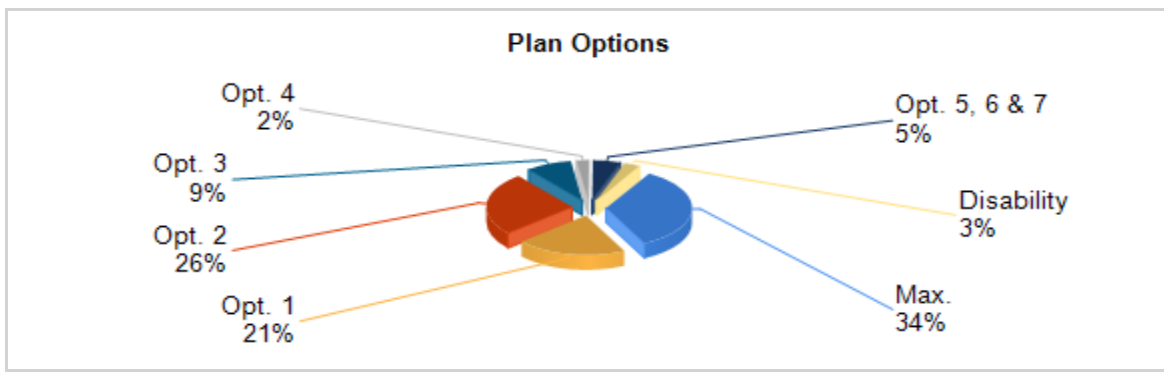 Plan Options
Opt. 4
2%
Opt. 5, 6 & 7
5%
Opt. 3
9%
Disability
3%
Opt. 2
26%
Max.
34%
Opt. 1
21%